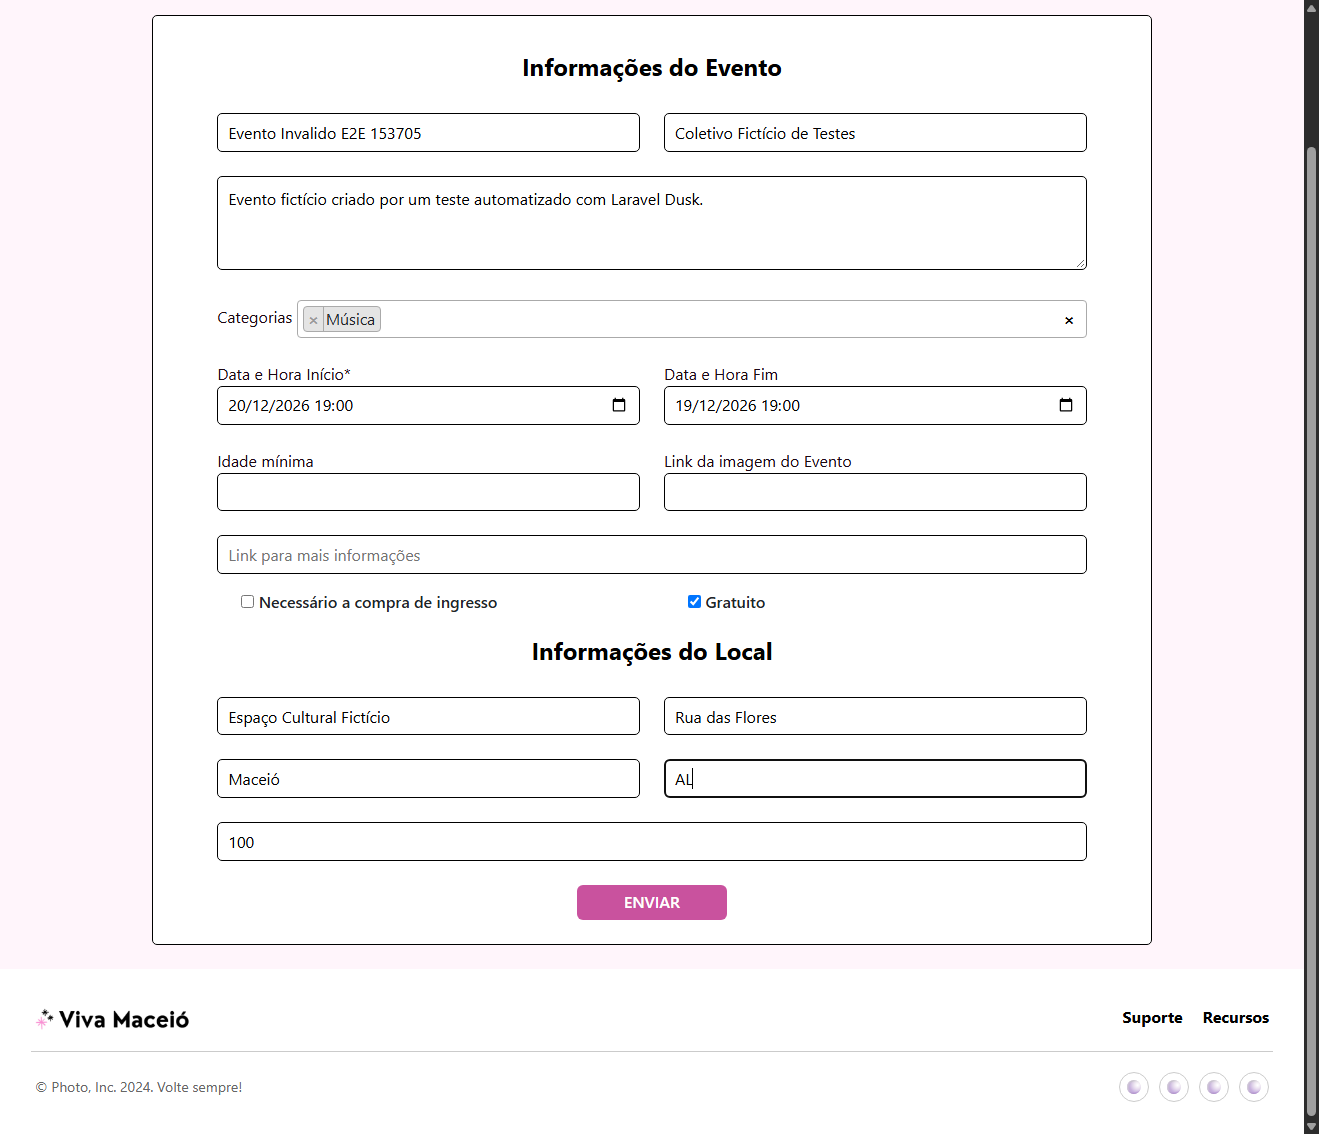 Informações do Evento
Evento Invalido E2E 153705
Coletivo Fictício de Testes
Evento fictício criado por um teste automatizado com Laravel Dusk.
Categorias × Música ×
Data e Hora Início*
Data e Hora Fim
20/12/2026 19:00
19/12/2026 19:00
Idade mínima
Link da imagem do Evento
Link para mais informações
Necessário a compra de ingresso
Gratuito
Informações do Local
Espaço Cultural Fictício
Rua das Flores
Maceió
AL
100
ENVIAR
Viva Maceió
Suporte Recursos
© Photo, Inc. 2024. Volte sempre!